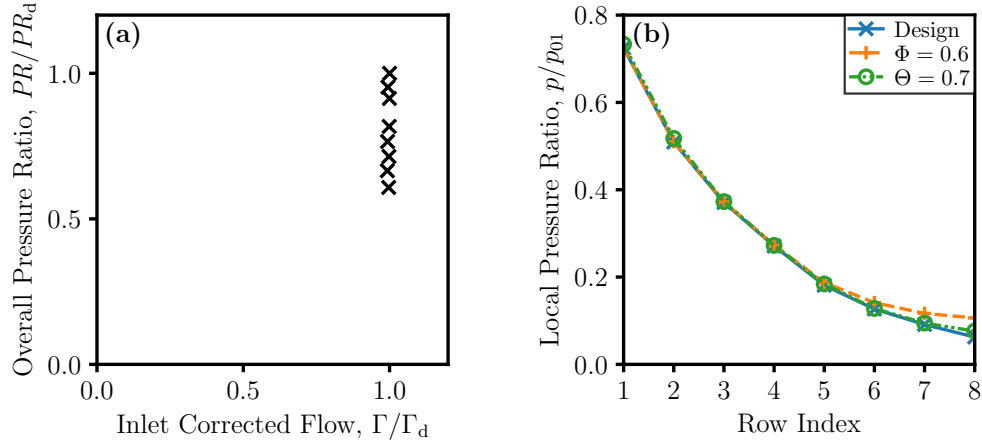 (a)
Overall Pressure Ratio, PR/PR_d
1.0
0.5
0.0
0.0 0.5 1.0
Inlet Corrected Flow, Γ/Γ_d
(b)
Local Pressure Ratio, p/p_01
0.8
0.6
0.4
0.2
0.0
1 2 3 4 5 6 7 8
Row Index
Design
Φ = 0.6
Θ = 0.7